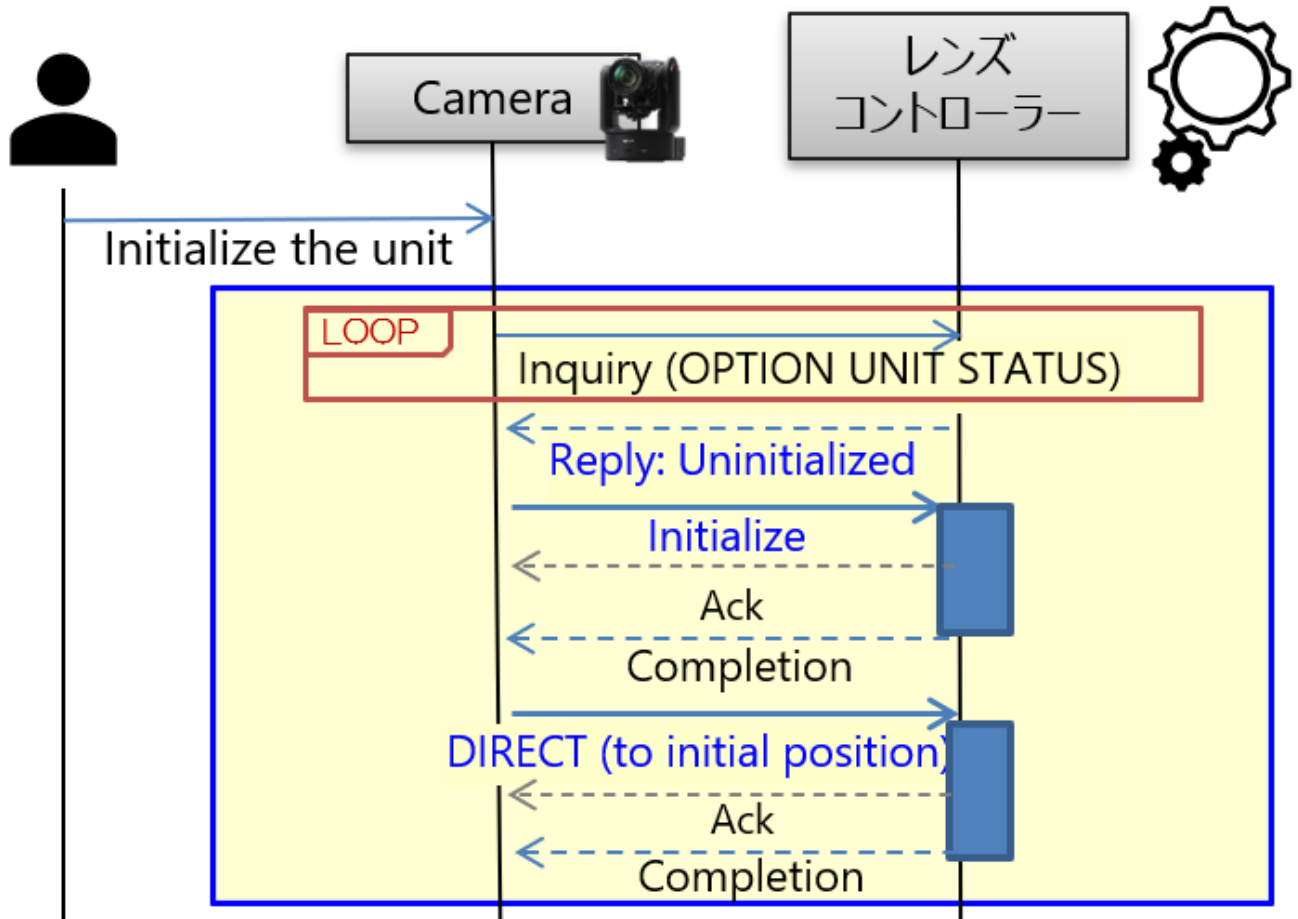 Camera
レンズ
コントローラー
Initialize the unit
LOOP
Inquiry (OPTION UNIT STATUS)
Reply: Uninitialized
Initialize
Ack
Completion
DIRECT (to initial position)
Ack
Completion